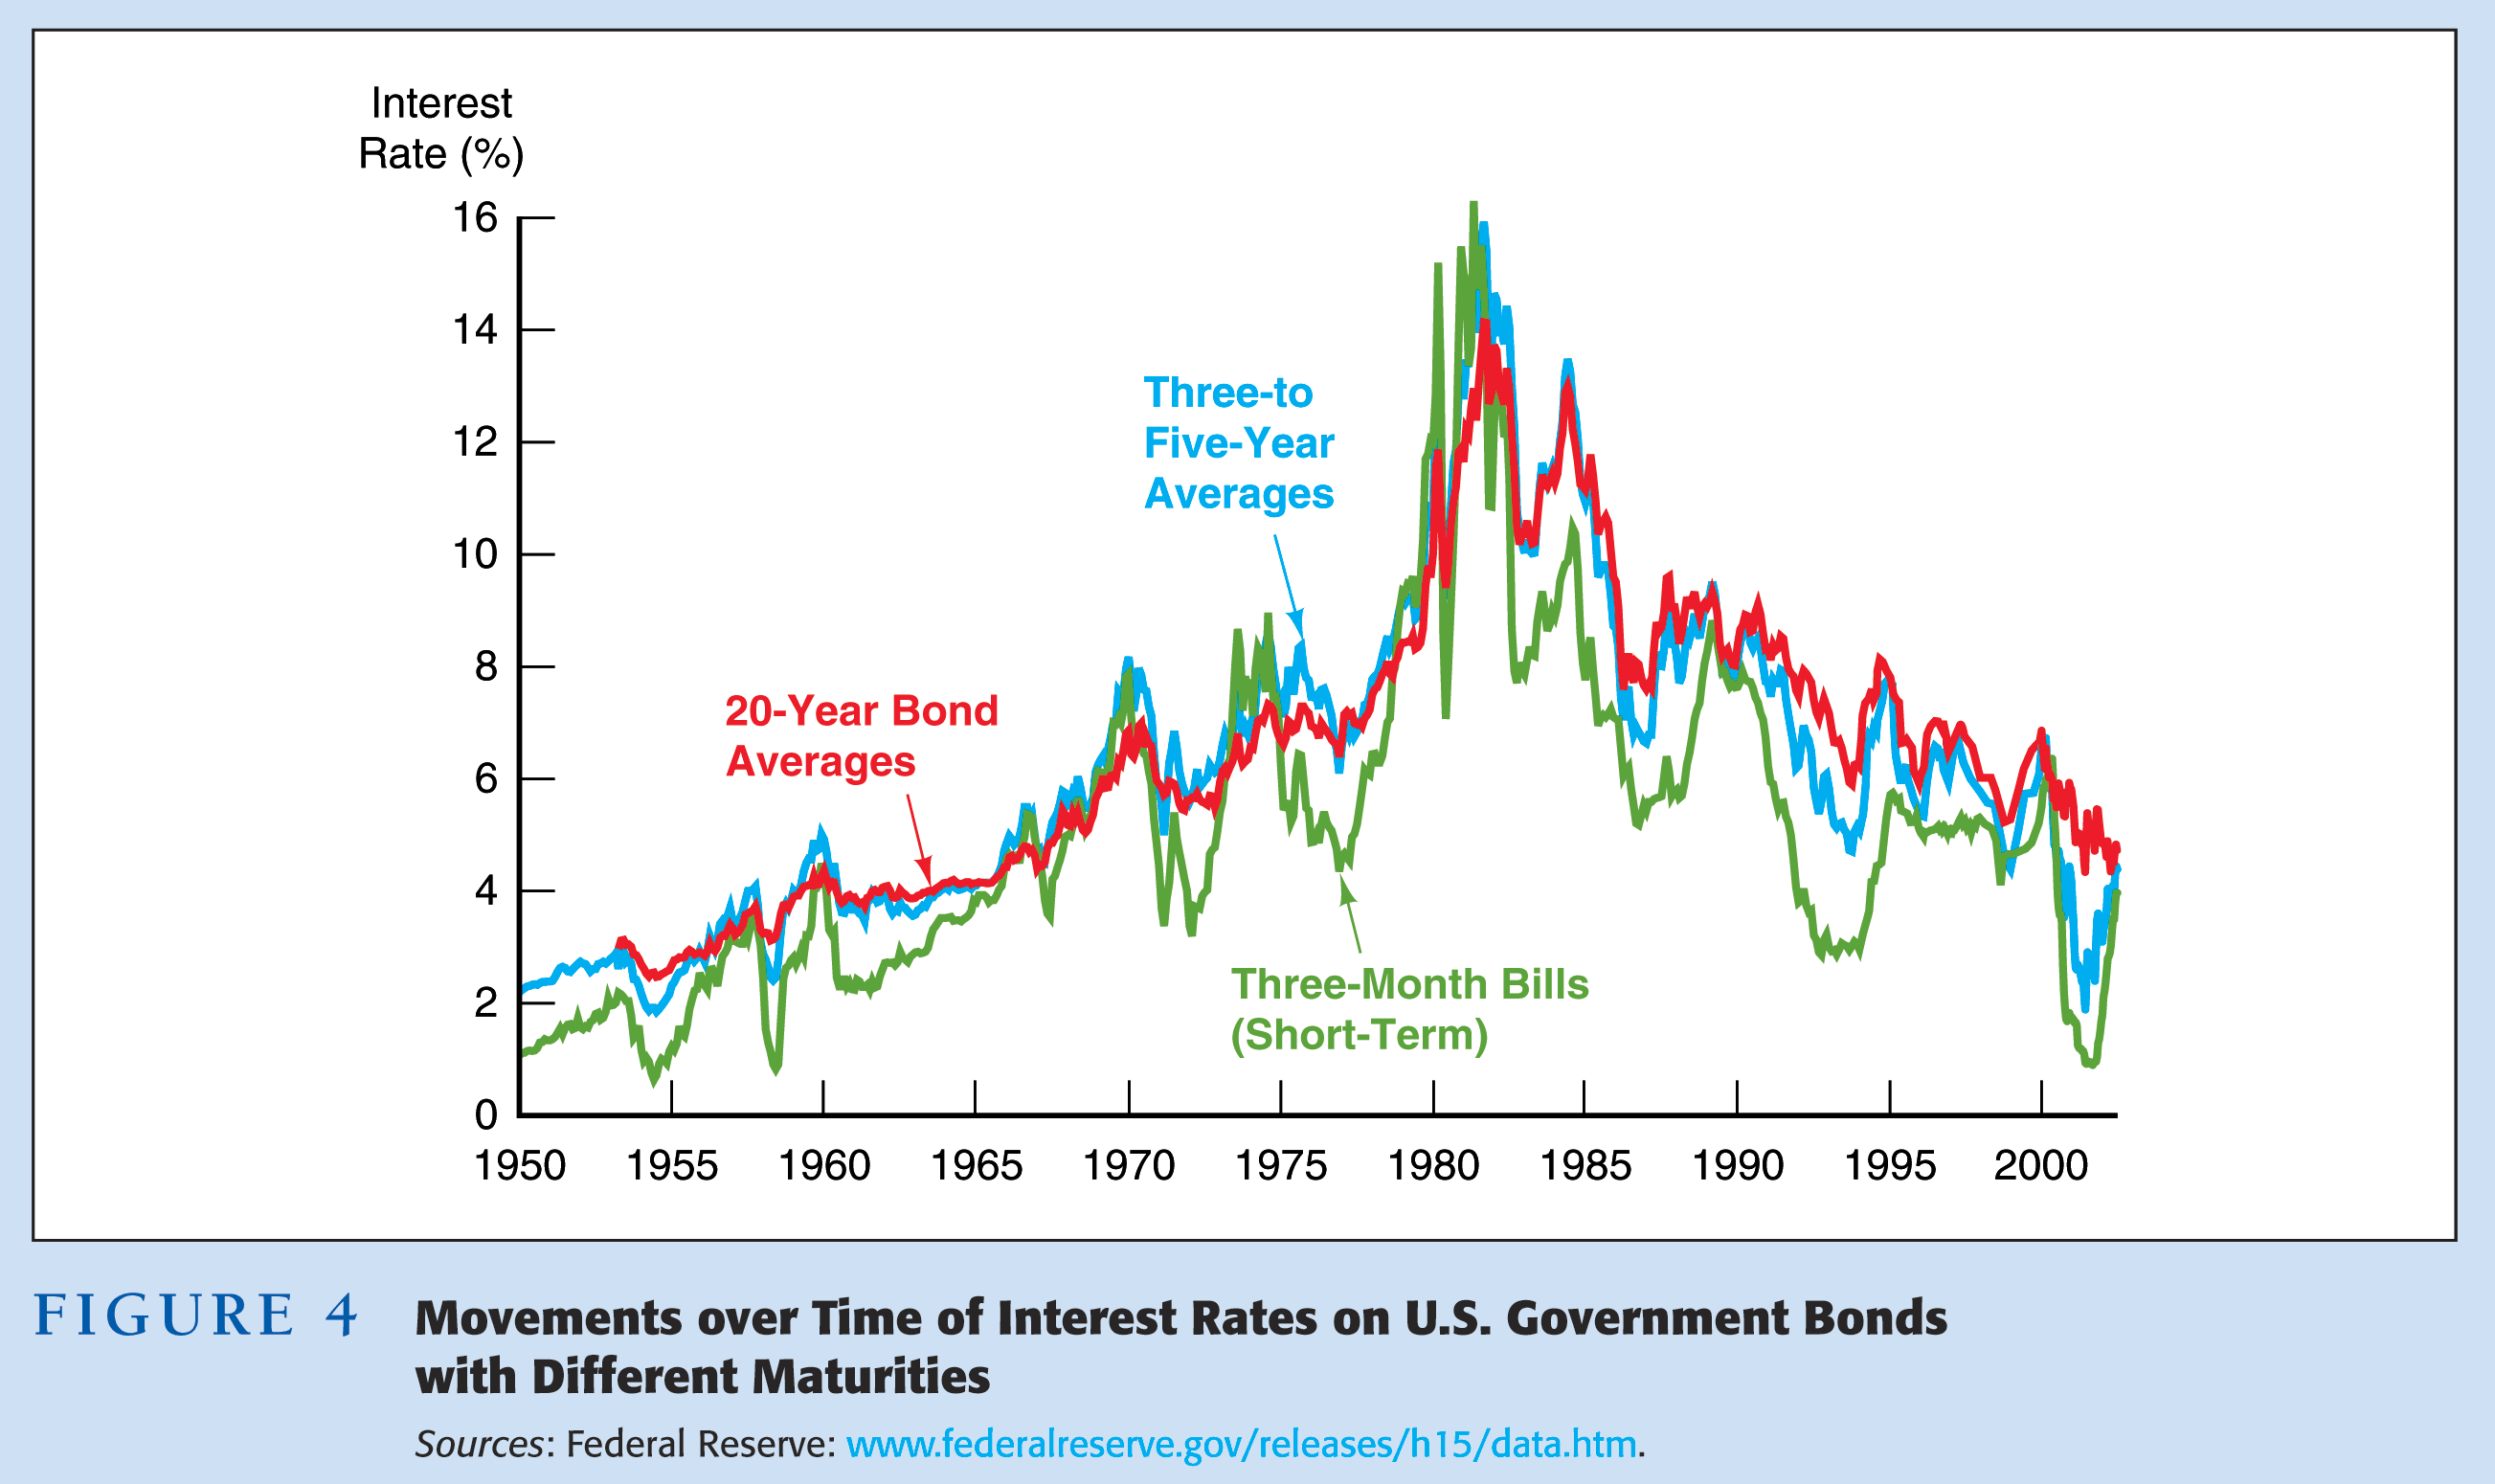 Interest
Rate (%)
16
14
12
10
8
6
4
2
0
Three-to
Five-Year
Averages
20-Year Bond
Averages
Three-Month Bills
(Short-Term)
1950 1955 1960 1965 1970 1975 1980 1985 1990 1995 2000
FIGURE 4 Movements over Time of Interest Rates on U.S. Government Bonds
with Different Maturities
Sources: Federal Reserve: www.federalreserve.gov/releases/h15/data.htm.